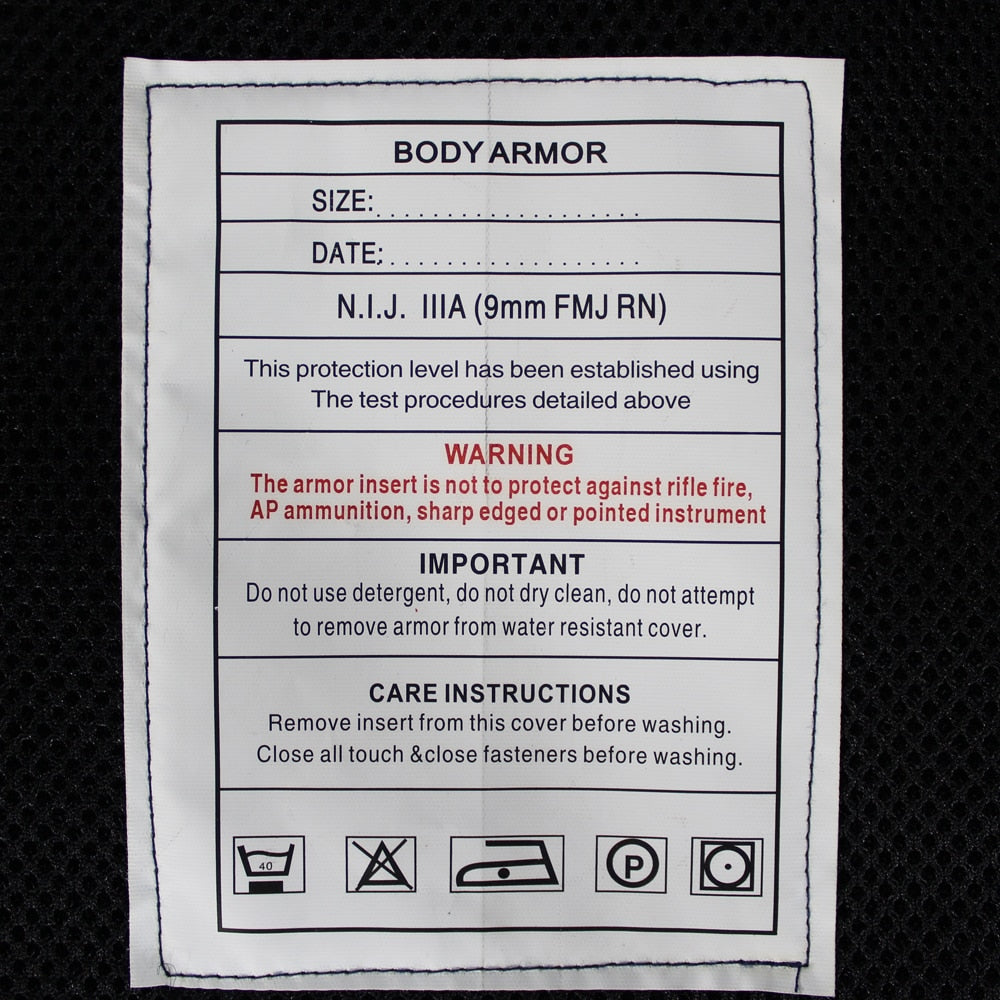 BODY ARMOR
SIZE:...................
DATE:..................
N.I.J. IIIA (9mm FMJ RN)
This protection level has been established using
The test procedures detailed above
WARNING
The armor insert is not to protect against rifle fire,
AP ammunition, sharp edged or pointed instrument
IMPORTANT
Do not use detergent, do not dry clean, do not attempt
to remove armor from water resistant cover.
CARE INSTRUCTIONS
Remove insert from this cover before washing.
Close all touch &close fasteners before washing.
40 P